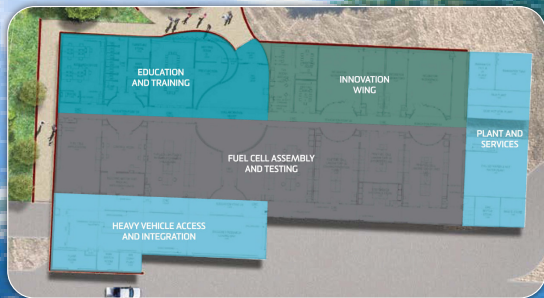 EDUCATION
AND TRAINING
INNOVATION
WING
PLANT AND
SERVICES
FUEL CELL ASSEMBLY
AND TESTING
HEAVY VEHICLE ACCESS
AND INTEGRATION